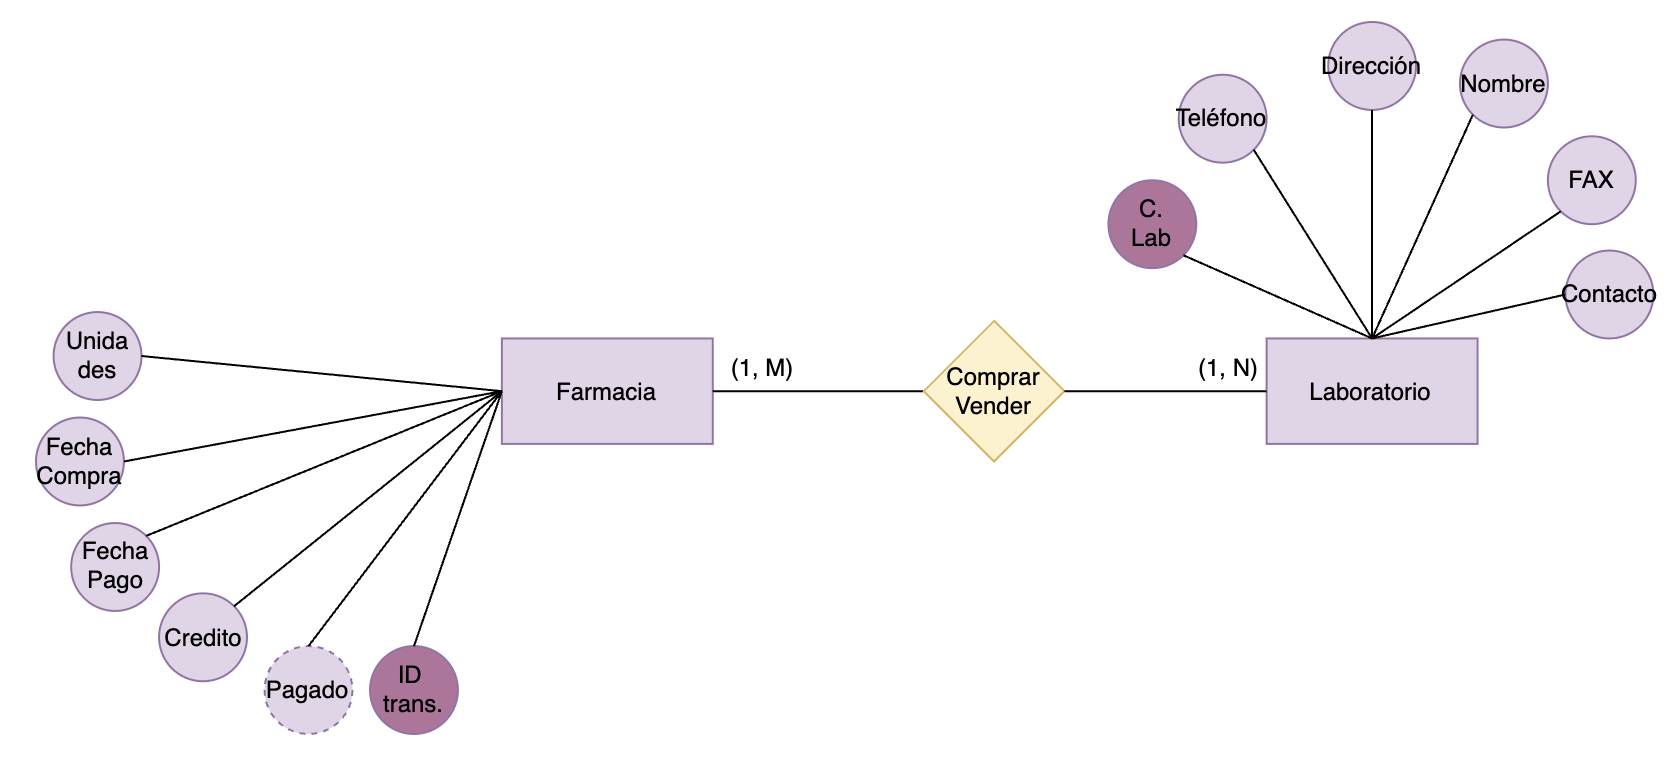 Dirección
Nombre
Teléfono
FAX
C.
Lab
Contacto
Unida
des
Farmacia
(1, M)
Comprar
Vender
(1, N)
Laboratorio
Fecha
Compra
Fecha
Pago
Credito
Pagado
ID
trans.